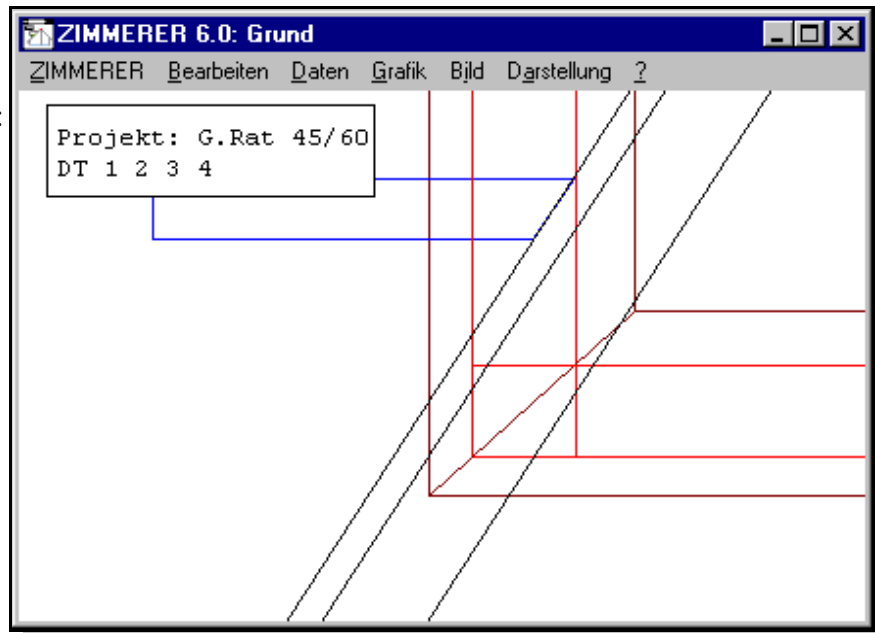 ZIMMERER 6.0: Grund
ZIMMERER Bearbeiten Daten Grafik Bild Darstellung ?
Projekt: G.Rat 45/60
DT 1 2 3 4